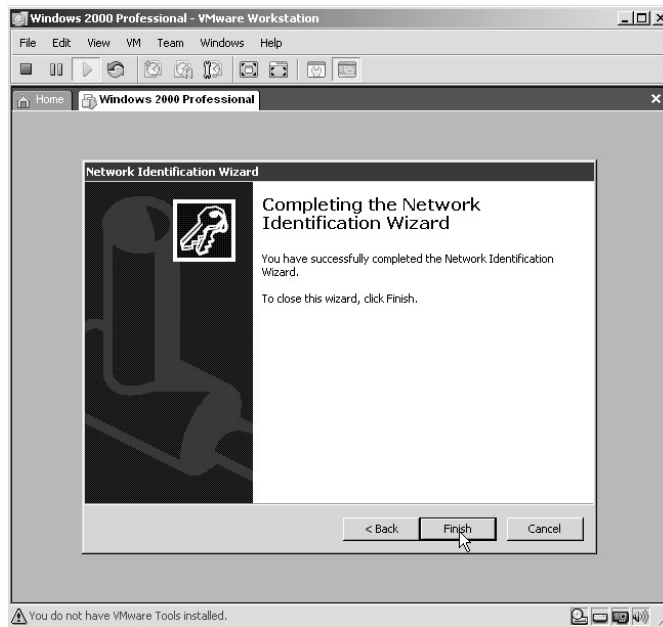 Windows 2000 Professional - VMware Workstation
File Edit View VM Team Windows Help
Home Windows 2000 Professional
Network Identification Wizard
Completing the Network
Identification Wizard
You have successfully completed the Network Identification
Wizard.
To close this wizard, click Finish.
< Back Finish Cancel
You do not have VMware Tools installed.